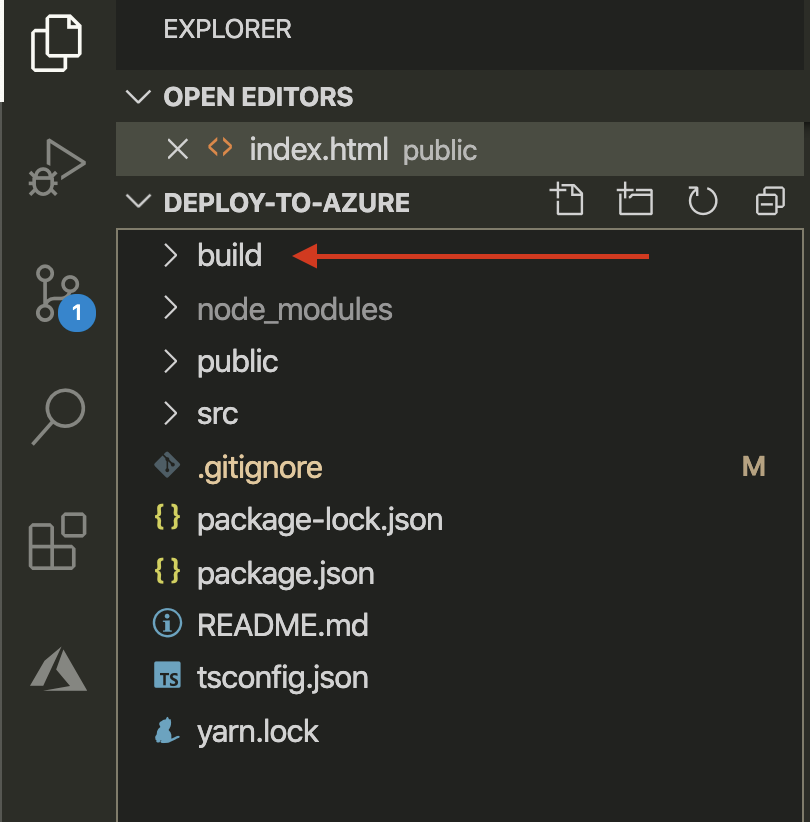 EXPLORER
OPEN EDITORS
index.html public
DEPLOY-TO-AZURE
build
node_modules
1
public
src
.gitignore M
{} package-lock.json
{} package.json
README.md
TS tsconfig.json
yarn.lock